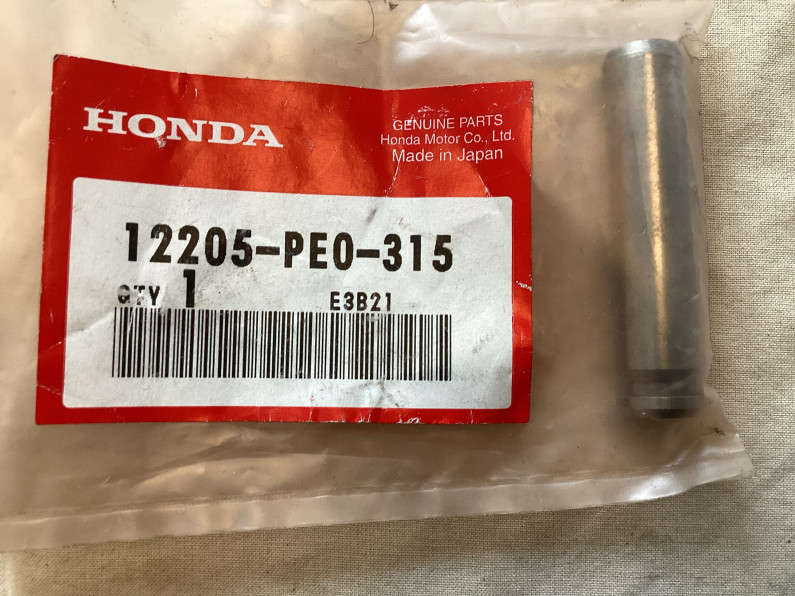 HONDA
GENUINE PARTS
Honda Motor Co., Ltd.
Made in Japan
12205-PE0-315
QTY 1 E3B21